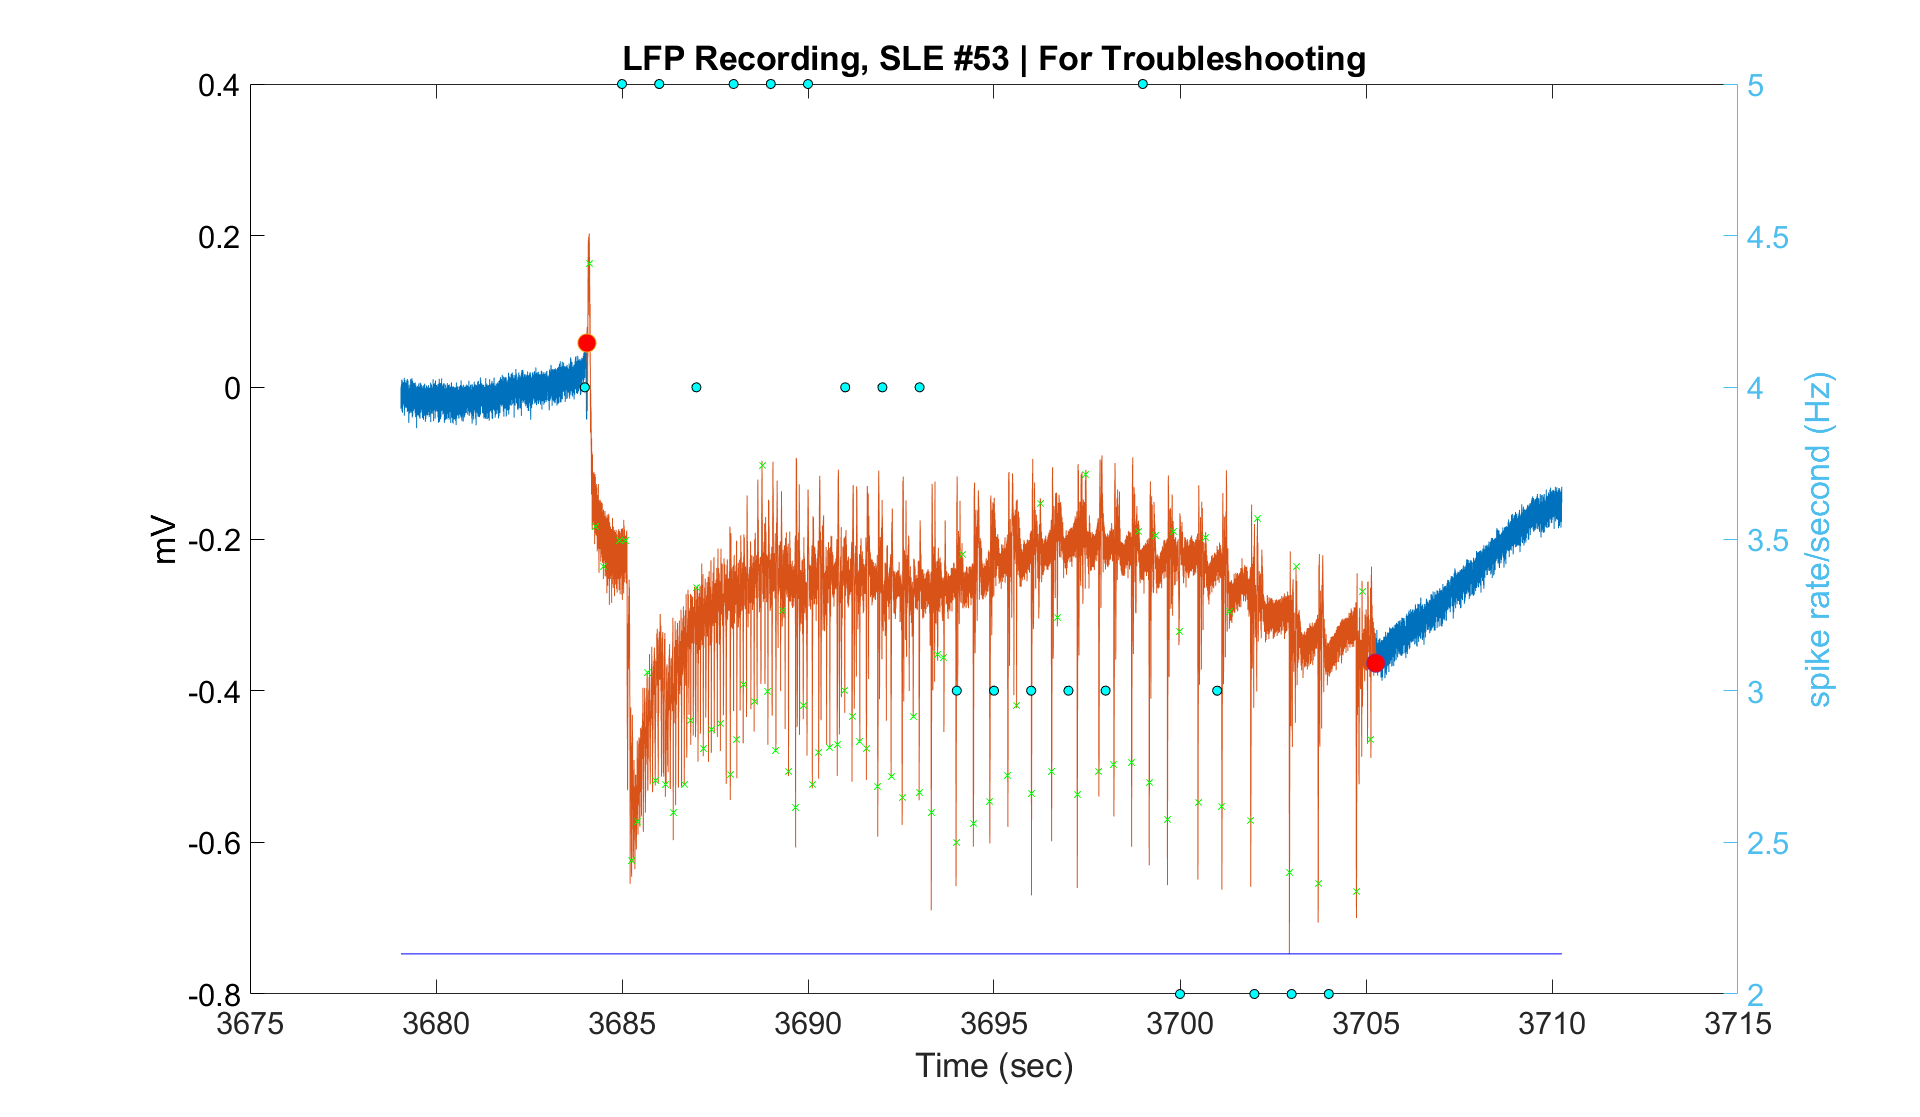 LFP Recording, SLE #53 | For Troubleshooting
0.4
0.2
0
-0.2
-0.4
-0.6
-0.8
mV
5
4.5
4
3.5
3
2.5
2
spike rate/second (Hz)
3675 3680 3685 3690 3695 3700 3705 3710 3715
Time (sec)